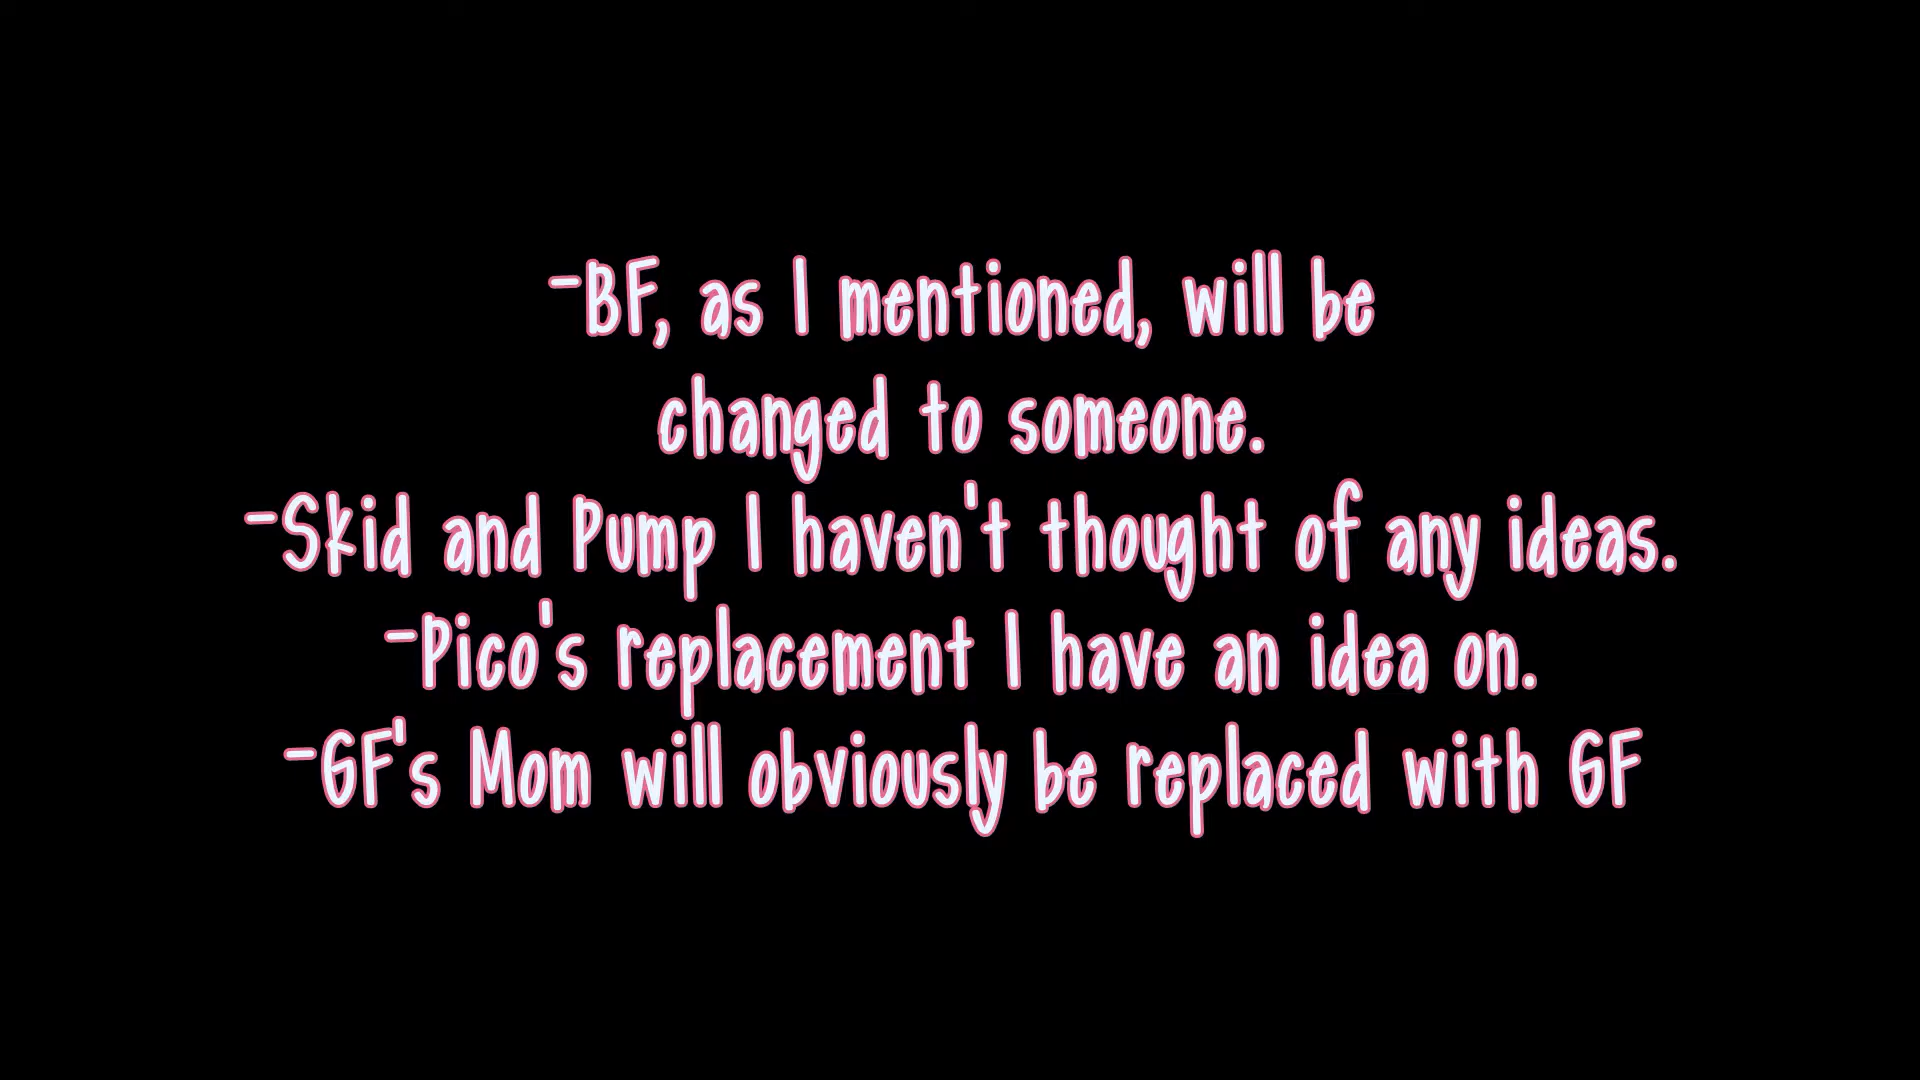 -BF, as I mentioned, will be
changed to someone.
-Skid and Pump I haven't thought of any ideas.
-Pico's replacement I have an idea on.
-GF's Mom will obviously be replaced with GF